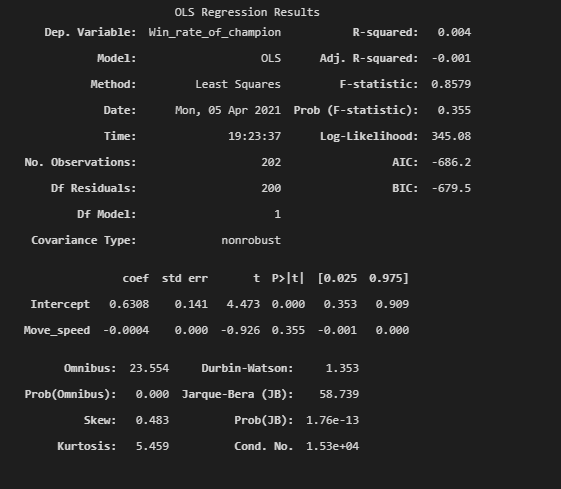 OLS Regression Results
Dep. Variable: Win_rate_of_champion R-squared: 0.004
Model: OLS Adj. R-squared: -0.001
Method: Least Squares F-statistic: 0.8579
Date: Mon, 05 Apr 2021 Prob (F-statistic): 0.355
Time: 19:23:37 Log-Likelihood: 345.08
No. Observations: 202 AIC: -686.2
Df Residuals: 200 BIC: -679.5
Df Model: 1
Covariance Type: nonrobust
coef std err t P>|t| [0.025 0.975]
Intercept 0.6308 0.141 4.473 0.000 0.353 0.909
Move_speed -0.0004 0.000 -0.926 0.355 -0.001 0.000
Omnibus: 23.554 Durbin-Watson: 1.353
Prob(Omnibus): 0.000 Jarque-Bera (JB): 58.739
Skew: 0.483 Prob(JB): 1.76e-13
Kurtosis: 5.459 Cond. No. 1.53e+04